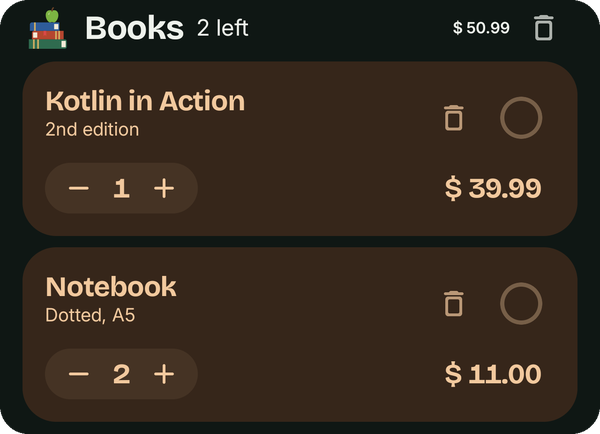 Books 2 left $ 50.99
Kotlin in Action
2nd edition
− 1 + $ 39.99
Notebook
Dotted, A5
− 2 + $ 11.00